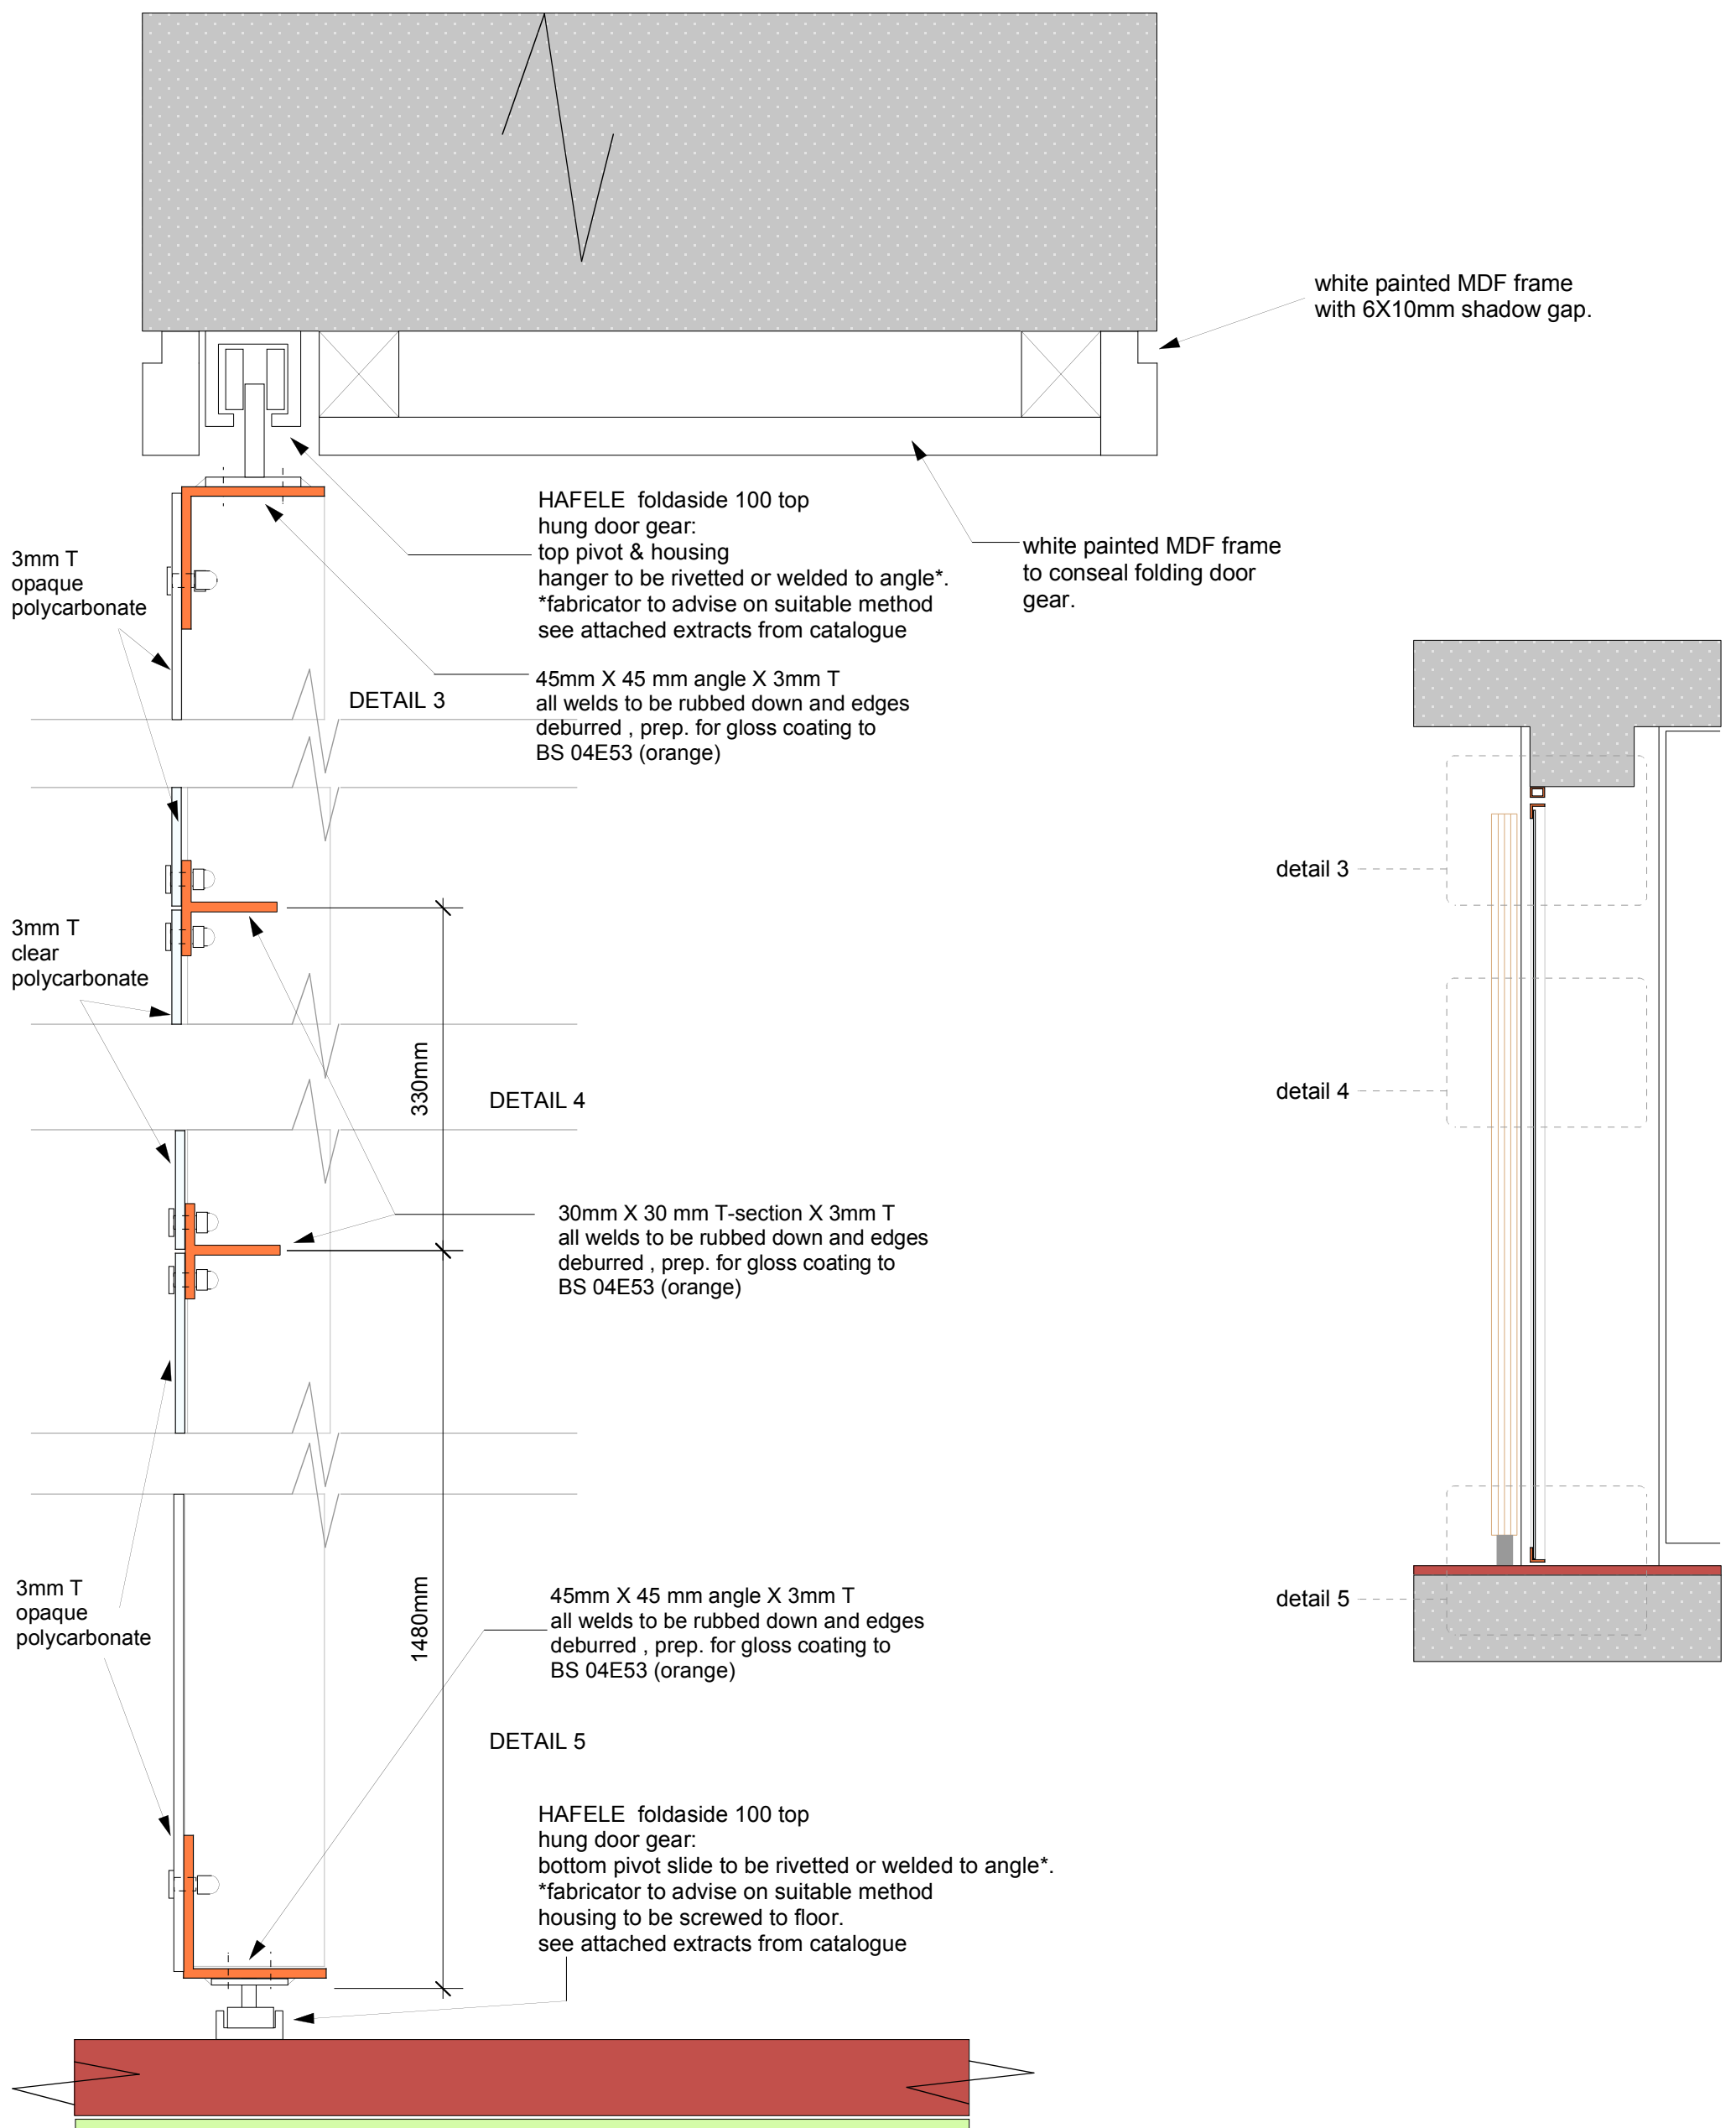 white painted MDF frame
with 6X10mm shadow gap.
HAFELE foldaside 100 top
hung door gear:
top pivot & housing
hanger to be rivetted or welded to angle*.
*fabricator to advise on suitable method
see attached extracts from catalogue
white painted MDF frame
to conseal folding door
gear.
3mm T
opaque
polycarbonate
45mm X 45 mm angle X 3mm T
all welds to be rubbed down and edges
deburred , prep. for gloss coating to
BS 04E53 (orange)
DETAIL 3
detail 3
3mm T
clear
polycarbonate
330mm
DETAIL 4
detail 4
30mm X 30 mm T-section X 3mm T
all welds to be rubbed down and edges
deburred , prep. for gloss coating to
BS 04E53 (orange)
3mm T
opaque
polycarbonate
1480mm
45mm X 45 mm angle X 3mm T
all welds to be rubbed down and edges
deburred , prep. for gloss coating to
BS 04E53 (orange)
detail 5
DETAIL 5
HAFELE foldaside 100 top
hung door gear:
bottom pivot slide to be rivetted or welded to angle*.
*fabricator to advise on suitable method
housing to be screwed to floor.
see attached extracts from catalogue